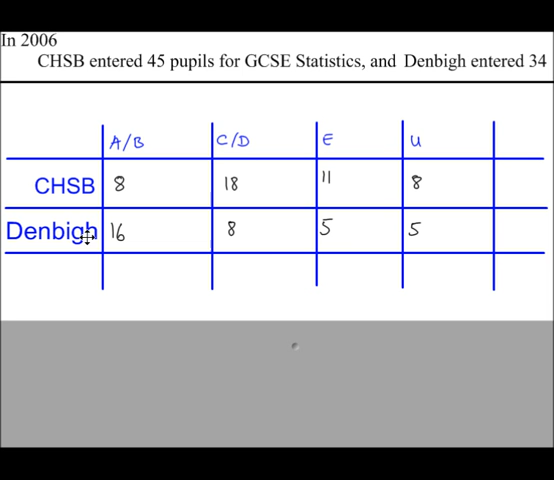 In 2006
CHSB entered 45 pupils for GCSE Statistics, and Denbigh entered 34
A/B C/D E U
CHSB 8 18 11 8
Denbigh 16 8 5 5